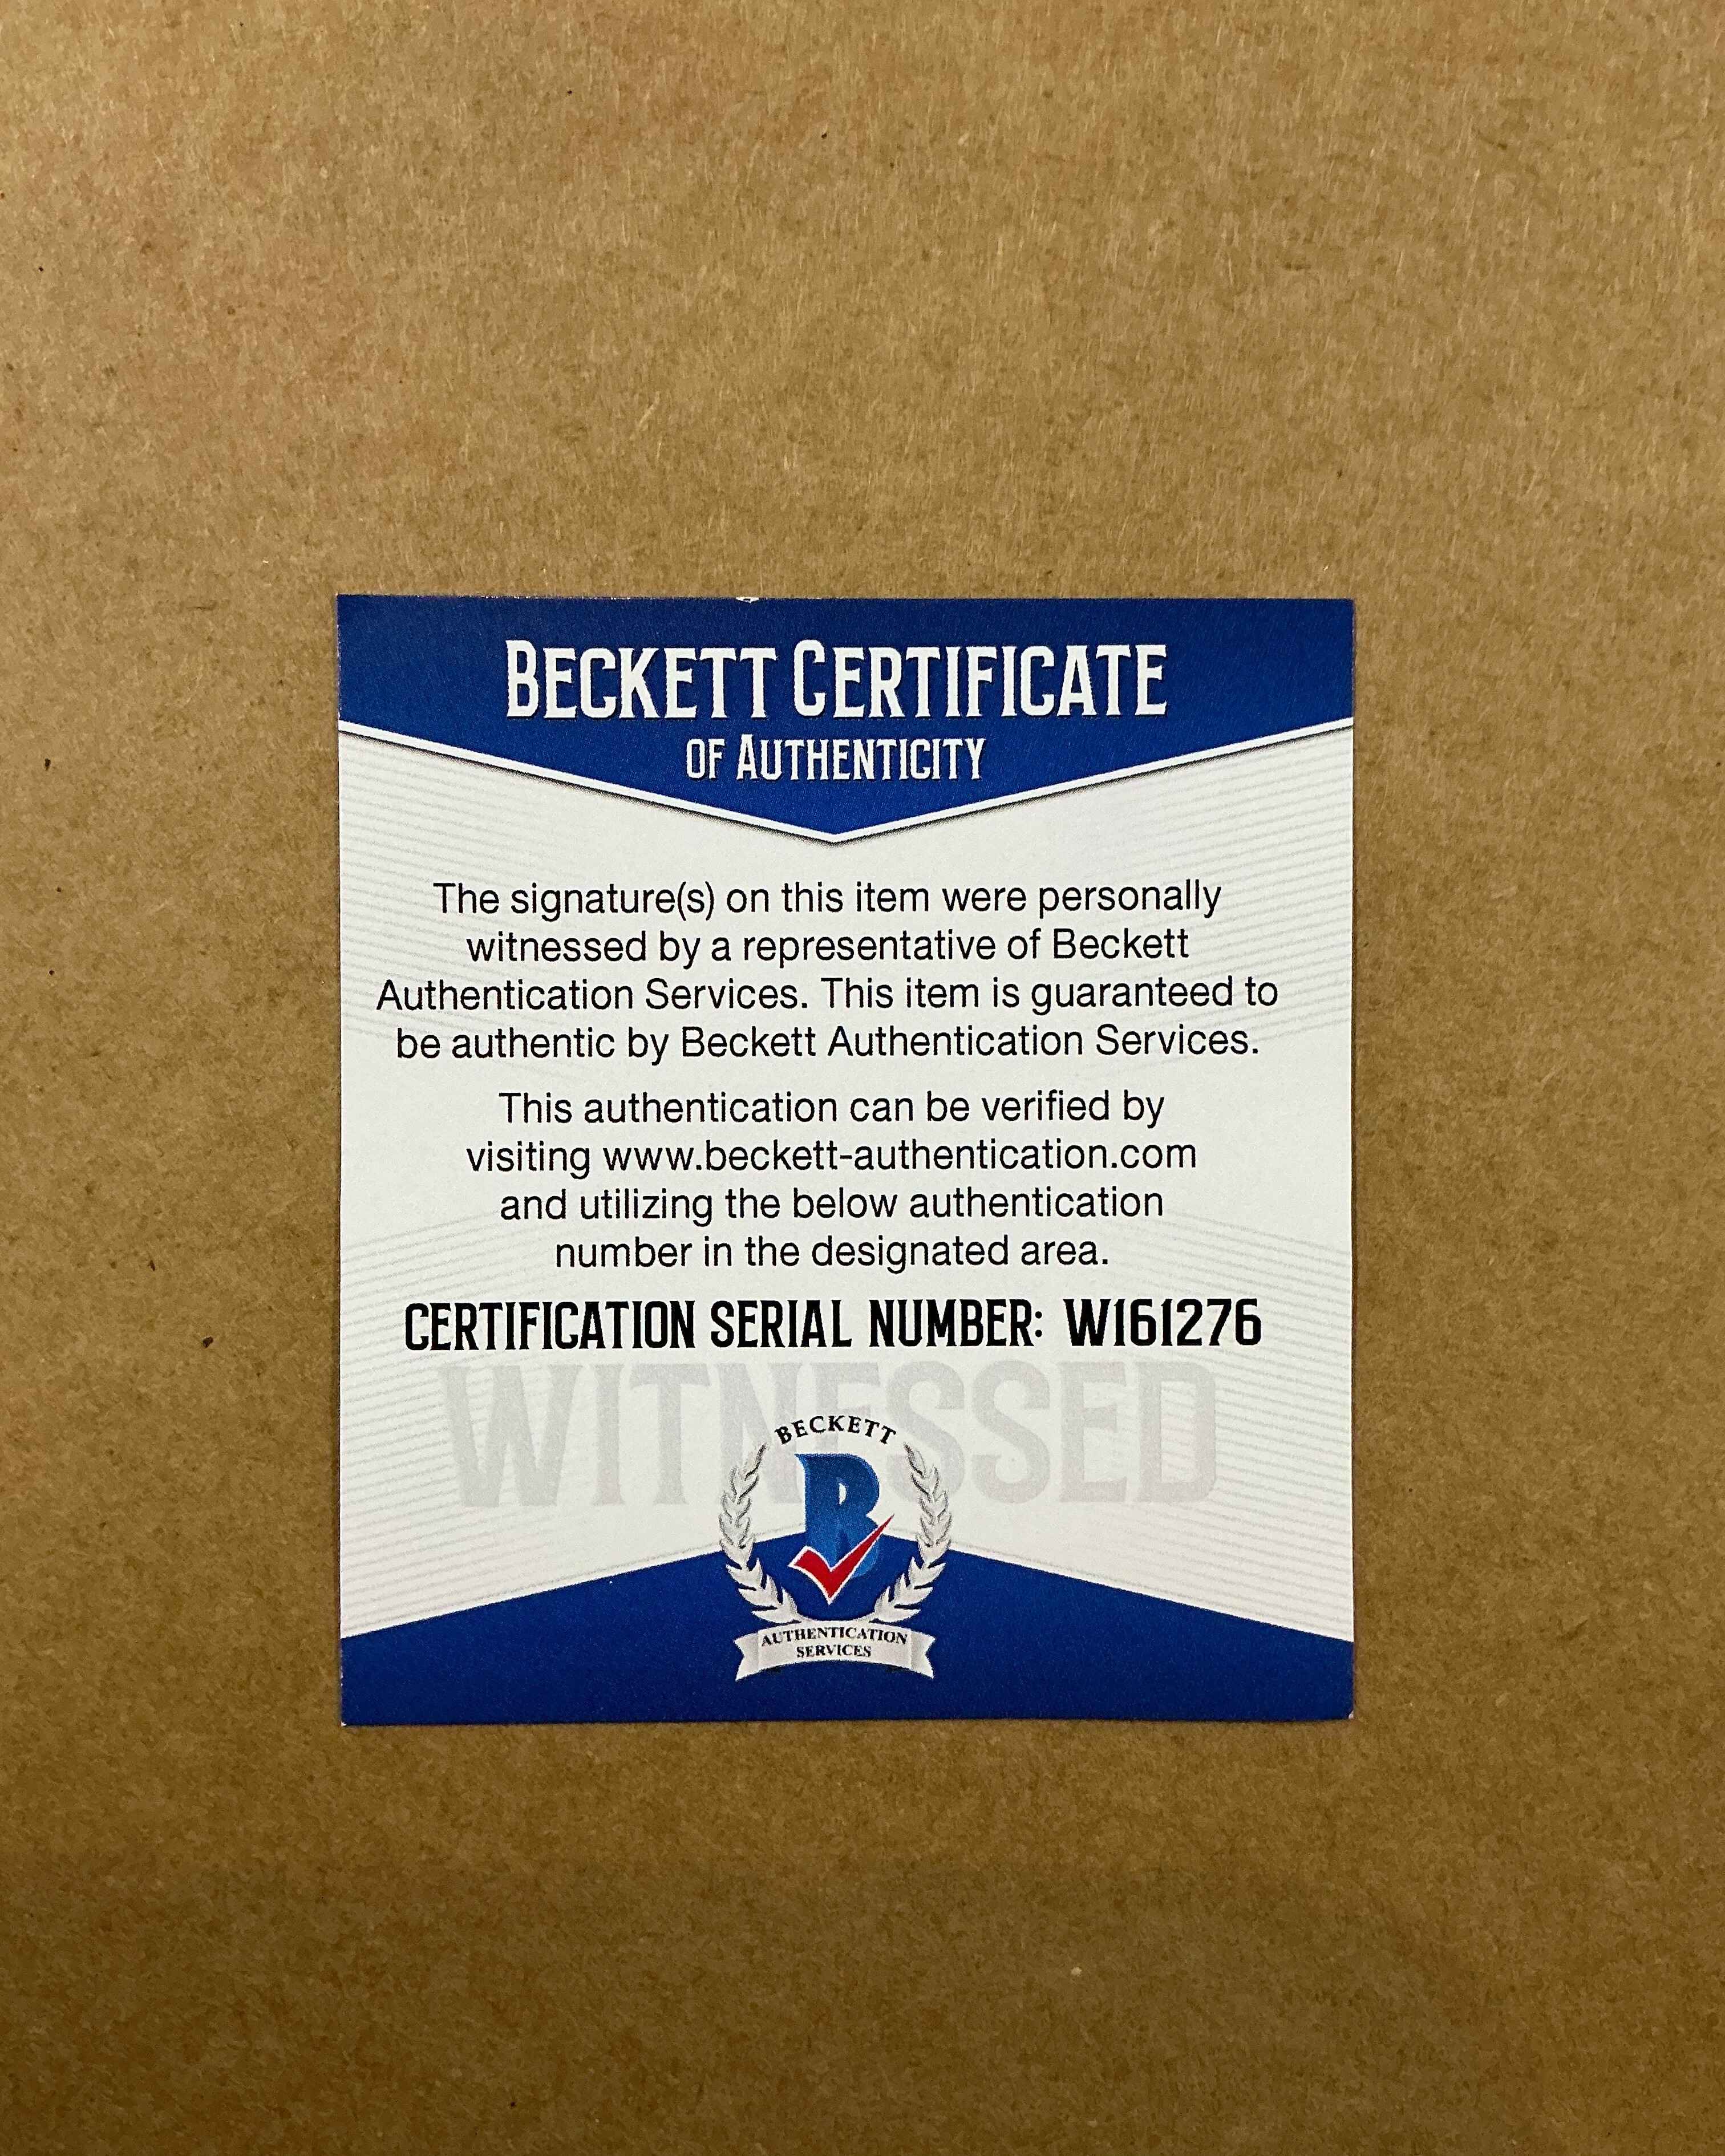 BECKETT CERTIFICATE
OF AUTHENTICITY
The signature(s) on this item were personally
witnessed by a representative of Beckett
Authentication Services. This item is guaranteed to
be authentic by Beckett Authentication Services.
This authentication can be verified by
visiting www.beckett-authentication.com
and utilizing the below authentication
number in the designated area.
CERTIFICATION SERIAL NUMBER: W161276
WITNESSED
BECKETT
B
AUTHENTICATION
SERVICES